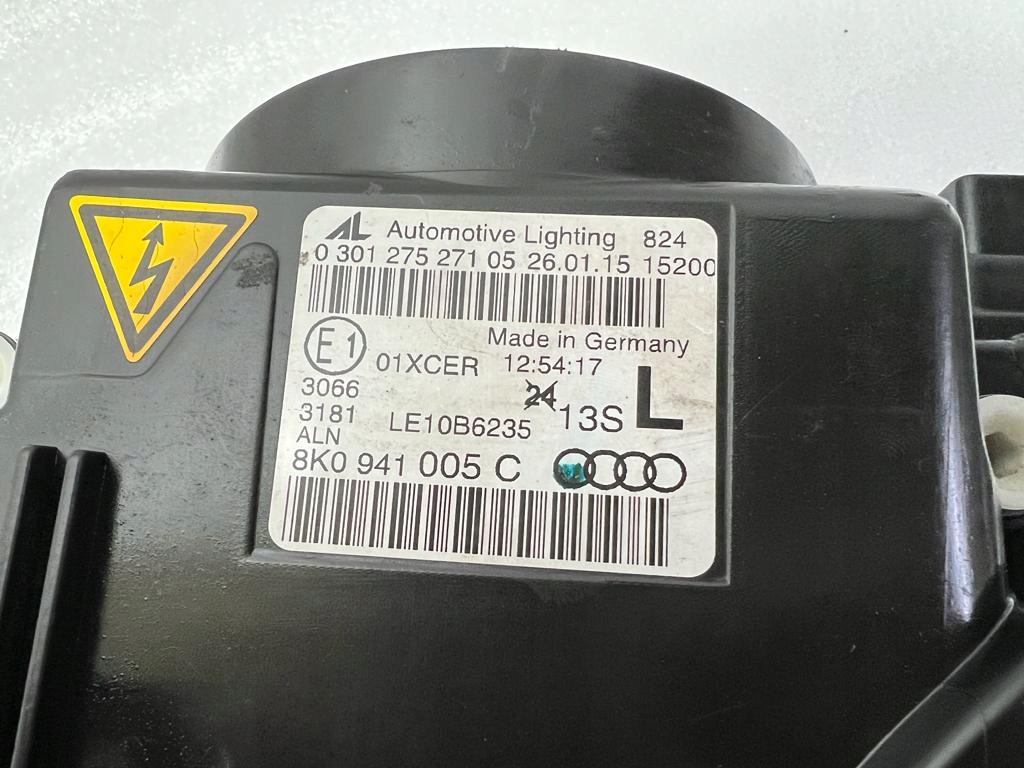 AL Automotive Lighting 824
0 301 275 271 05 26.01.15 15200
Made in Germany
E1 01XCER 12:54:17
3066 24
3181 LE10B6235 13S L
ALN
8K0 941 005 C